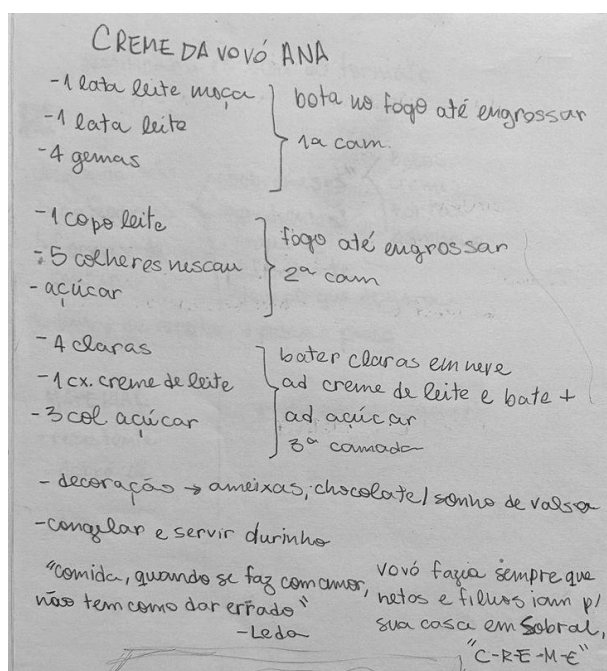 CREME DA VOVÓ ANA
-1 lata leite moça
-1 lata leite
-4 gemas
bota no fogo até engrossar
1a cam.
-1 copo leite
-5 colheres nescau
-açúcar
fogo até engrossar
2ª cam
-4 claras
-1 cx. creme de leite
-3 col açúcar
bater claras em neve
ad creme de leite e bate +
ad açúcar
3ª camada
- decoração → ameixas, chocolate/sonho de valsa
-congelar e servir durinho
"comida, quando se faz com amor,
não tem como dar errado"
-Leda
vovó fazia sempre que
netos e filhos iam p/
sua casa em Sobral,
"C-R-E-M-E"